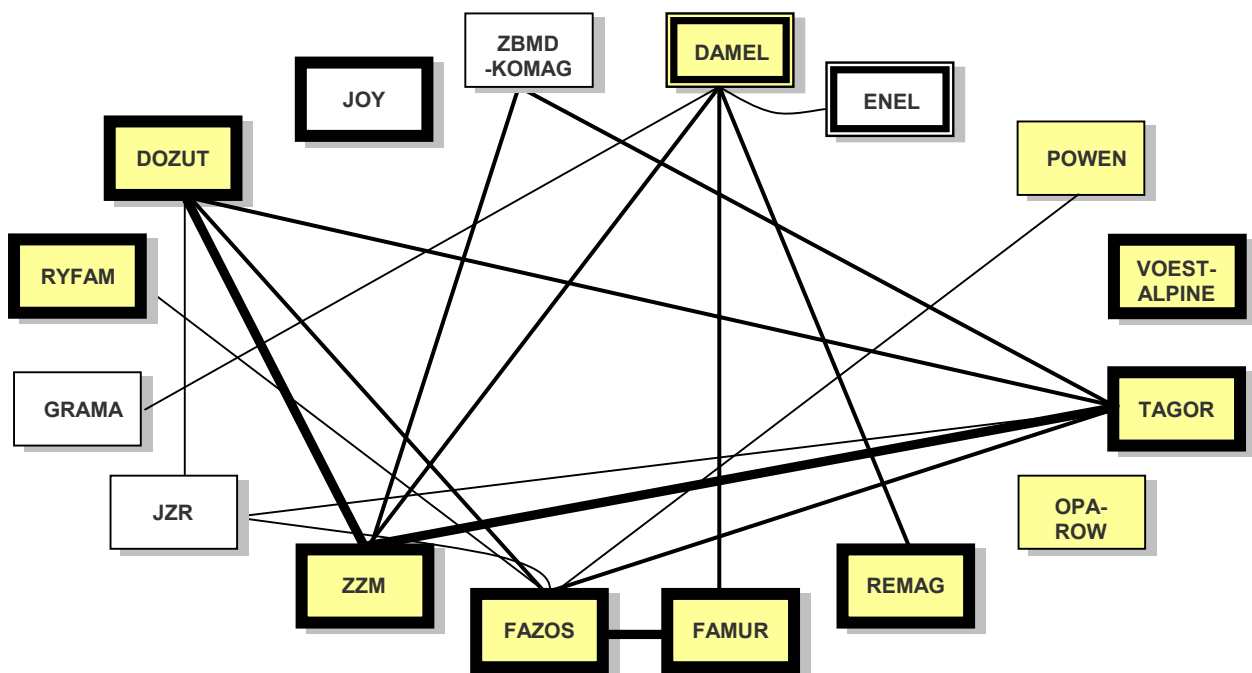 ZBMD
-KOMAG
DAMEL
JOY
ENEL
DOZUT
POWEN
RYFAM
VOEST-
ALPINE
GRAMA
TAGOR
JZR
OPA-
ROW
ZZM
REMAG
FAZOS
FAMUR